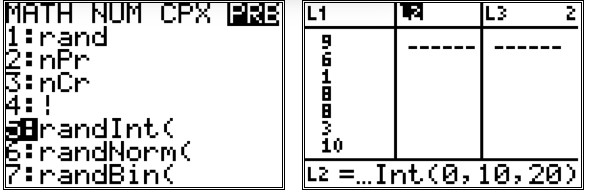 MATH NUM CPX PRB
1:rand
2:nPr
3:nCr
4:!
5:randInt(
6:randNorm(
7:randBin(
L1 L2 L3 2
9
6
1
8
8
3
10
------ ------
L2 =...Int(0,10,20)